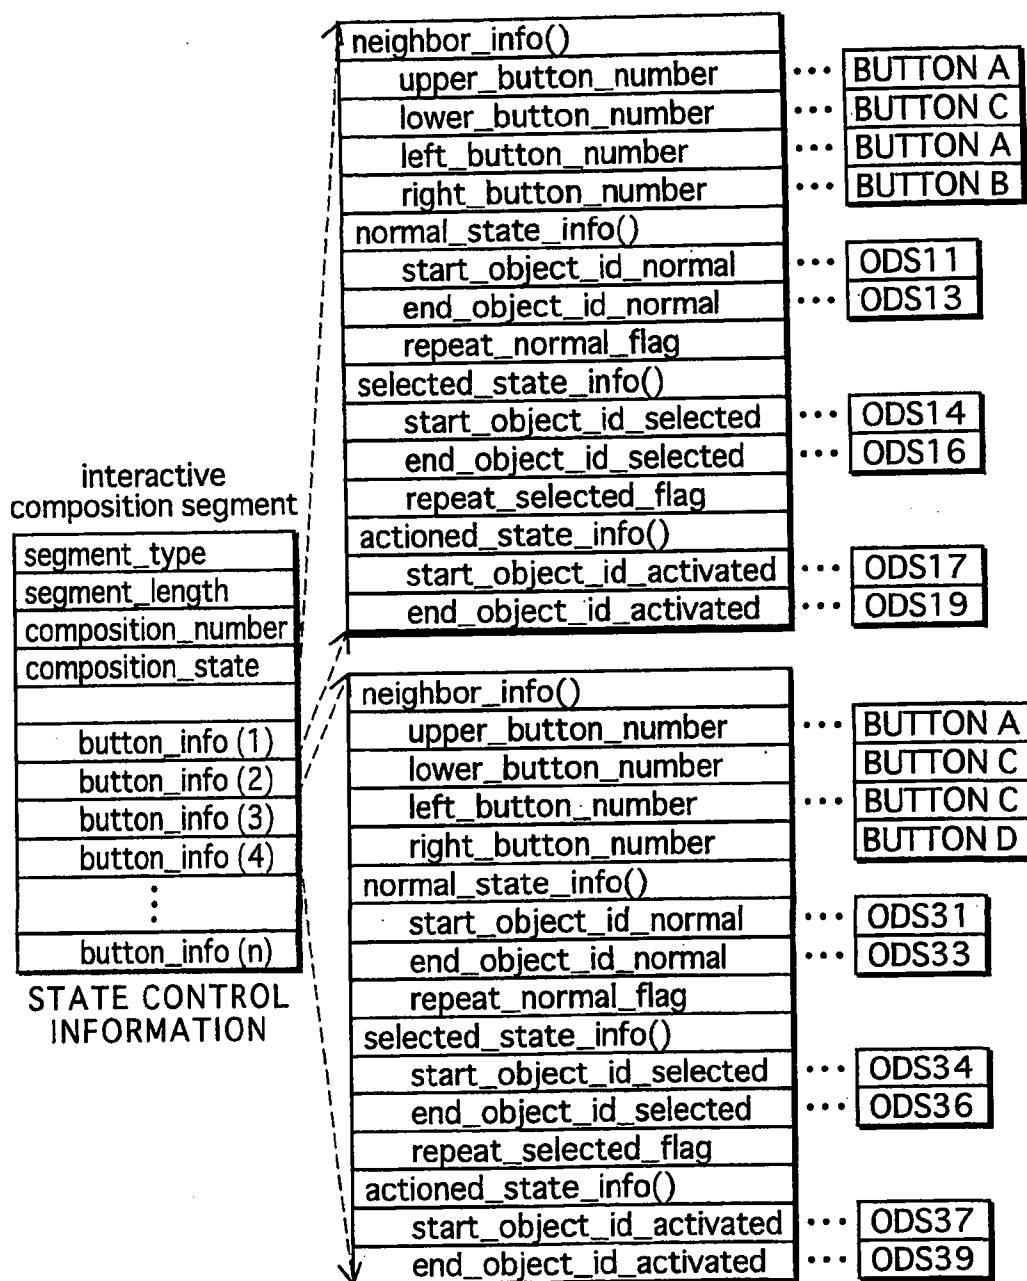 neighbor_info()
upper_button_number ••• BUTTON A
lower_button_number ••• BUTTON C
left_button_number ••• BUTTON A
right_button_number ••• BUTTON B
normal_state_info()
start_object_id_normal ••• ODS11
end_object_id_normal ••• ODS13
repeat_normal_flag
selected_state_info()
start_object_id_selected ••• ODS14
end_object_id_selected ••• ODS16
repeat_selected_flag
actioned_state_info()
start_object_id_activated ••• ODS17
end_object_id_activated ••• ODS19
interactive
composition segment
segment_type
segment_length
composition_number
composition_state
button_info (1)
button_info (2)
button_info (3)
button_info (4)
⋮
button_info (n)
STATE CONTROL
INFORMATION
neighbor_info()
upper_button_number ••• BUTTON A
lower_button_number BUTTON C
left_button_number ••• BUTTON C
right_button_number BUTTON D
normal_state_info()
start_object_id_normal ••• ODS31
end_object_id_normal ••• ODS33
repeat_normal_flag
selected_state_info()
start_object_id_selected ••• ODS34
end_object_id_selected ••• ODS36
repeat_selected_flag
actioned_state_info()
start_object_id_activated ••• ODS37
end_object_id_activated ••• ODS39